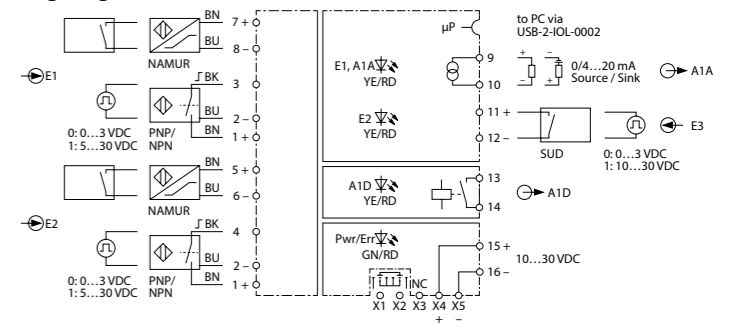 BN 7 +
BU 8 –
NAMUR
E1
BK 3
BU 2 –
BN 1 +
0: 0…3 VDC
1: 5…30 VDC
PNP/
NPN
BN 5 +
BU 6 –
NAMUR
E2
BK 4
BU 2 –
BN 1 +
0: 0…3 VDC
1: 5…30 VDC
PNP/
NPN
µP
to PC via
USB-2-IOL-0002
E1, A1A
YE/RD
9
10
+ –
– +
0/4…20 mA
Source / Sink
A1A
E2
YE/RD
11 +
12 –
SUD
E3
0: 0…3 VDC
1: 10…30 VDC
A1D
YE/RD
13
14
A1D
Pwr/Err
GN/RD
15 +
16 –
10…30 VDC
NC
X1 X2 X3 X4 X5
+ –